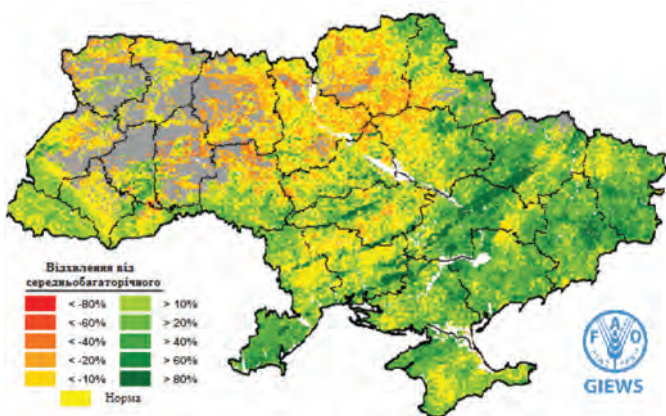 Відхилення від
середньобагаторічного
< -80% > 10%
< -60% > 20%
< -40% > 40%
< -20% > 60%
< -10% > 80%
Норма
F A O
GIEWS